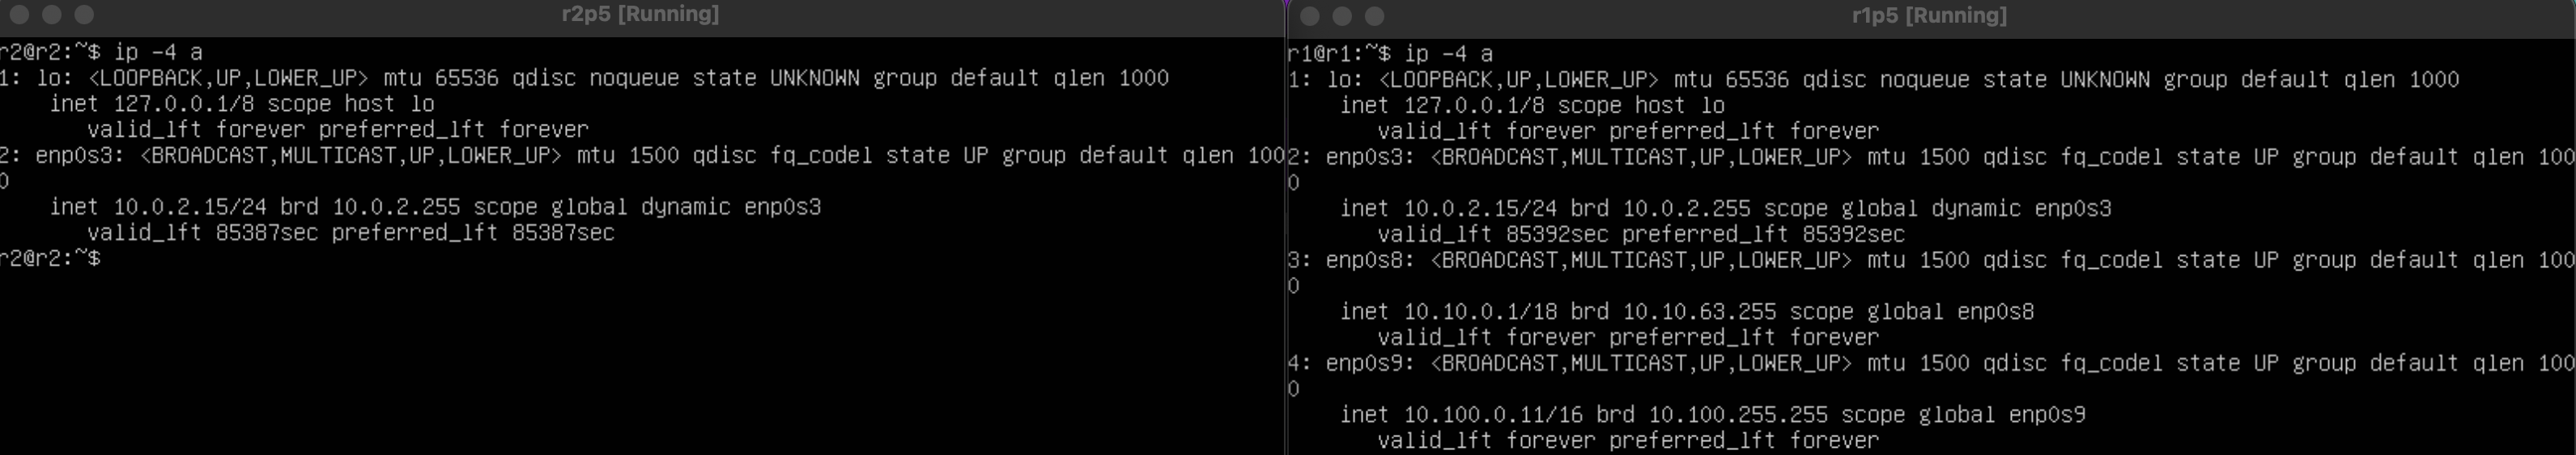 r2p5 [Running]
r2@r2:~$ ip -4 a
1: lo: <LOOPBACK,UP,LOWER_UP> mtu 65536 qdisc noqueue state UNKNOWN group default qlen 1000
    inet 127.0.0.1/8 scope host lo
       valid_lft forever preferred_lft forever
2: enp0s3: <BROADCAST,MULTICAST,UP,LOWER_UP> mtu 1500 qdisc fq_codel state UP group default qlen 100
0
    inet 10.0.2.15/24 brd 10.0.2.255 scope global dynamic enp0s3
       valid_lft 85387sec preferred_lft 85387sec
r2@r2:~$
r1p5 [Running]
r1@r1:~$ ip -4 a
1: lo: <LOOPBACK,UP,LOWER_UP> mtu 65536 qdisc noqueue state UNKNOWN group default qlen 1000
    inet 127.0.0.1/8 scope host lo
       valid_lft forever preferred_lft forever
2: enp0s3: <BROADCAST,MULTICAST,UP,LOWER_UP> mtu 1500 qdisc fq_codel state UP group default qlen 100
0
    inet 10.0.2.15/24 brd 10.0.2.255 scope global dynamic enp0s3
       valid_lft 85392sec preferred_lft 85392sec
3: enp0s8: <BROADCAST,MULTICAST,UP,LOWER_UP> mtu 1500 qdisc fq_codel state UP group default qlen 100
0
    inet 10.10.0.1/18 brd 10.10.63.255 scope global enp0s8
       valid_lft forever preferred_lft forever
4: enp0s9: <BROADCAST,MULTICAST,UP,LOWER_UP> mtu 1500 qdisc fq_codel state UP group default qlen 100
0
    inet 10.100.0.11/16 brd 10.100.255.255 scope global enp0s9
       valid_lft forever preferred_lft forever